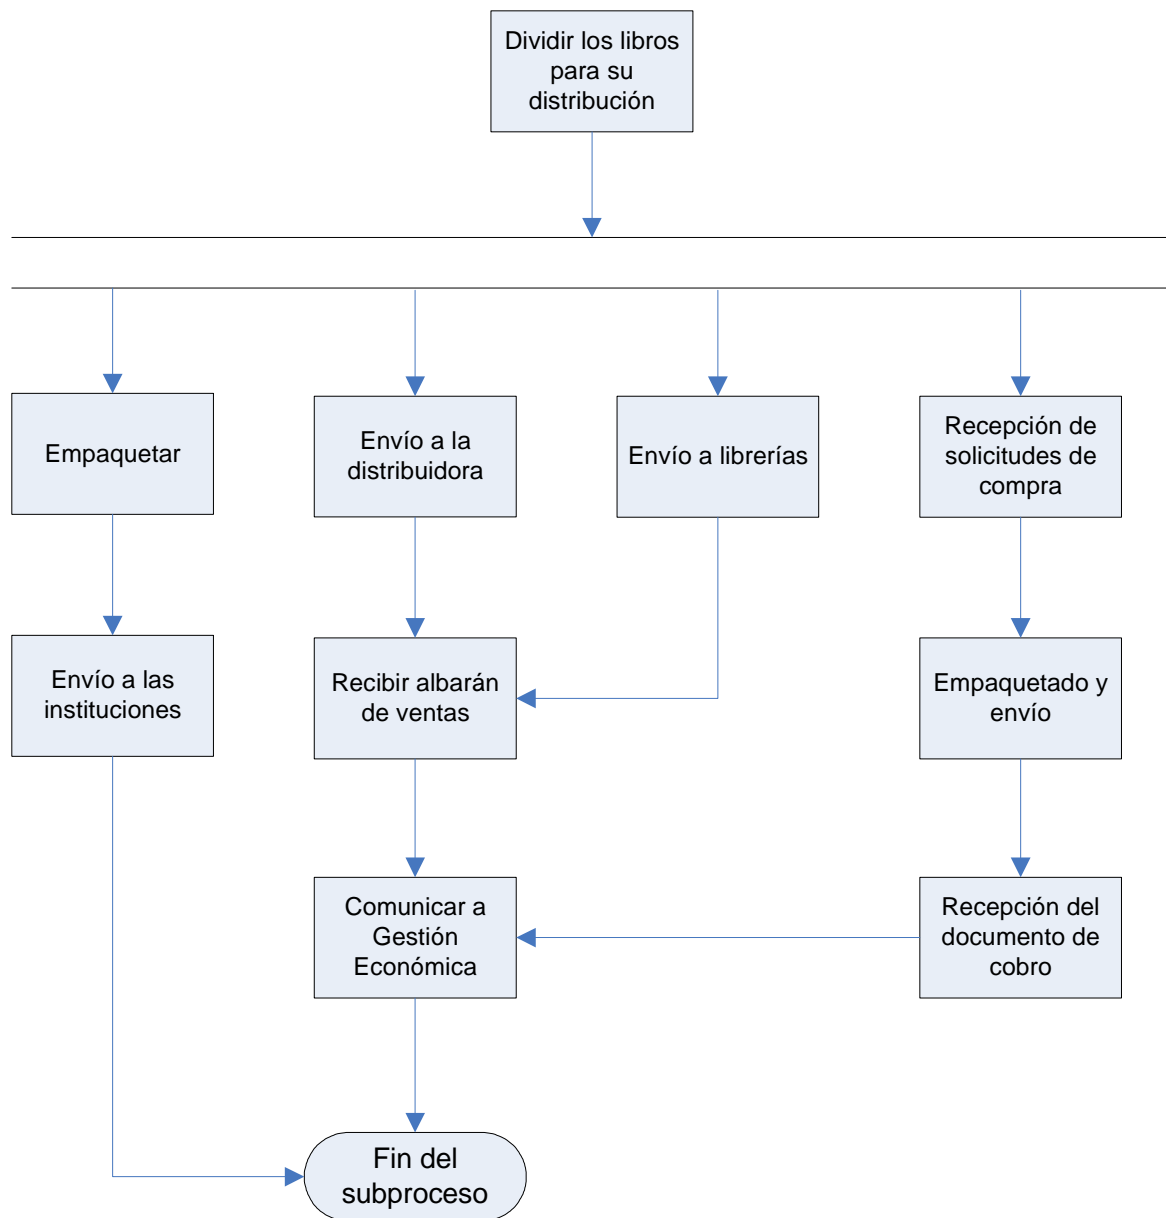 Dividir los libros
para su
distribución
Empaquetar
Envío a la
distribuidora
Envío a librerías
Recepción de
solicitudes de
compra
Envío a las
instituciones
Recibir albarán
de ventas
Empaquetado y
envío
Comunicar a
Gestión
Económica
Recepción del
documento de
cobro
Fin del
subproceso